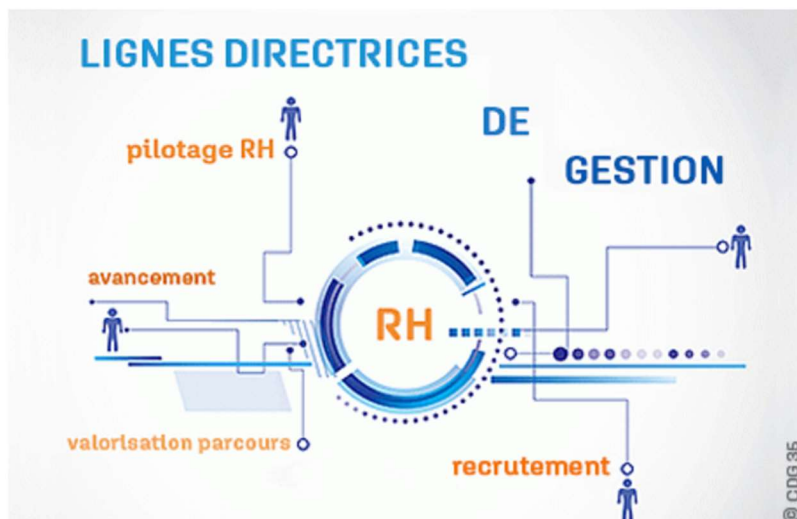 LIGNES DIRECTRICES
DE
GESTION
pilotage RH
avancement
RH
valorisation parcours
recrutement
© CDG 35